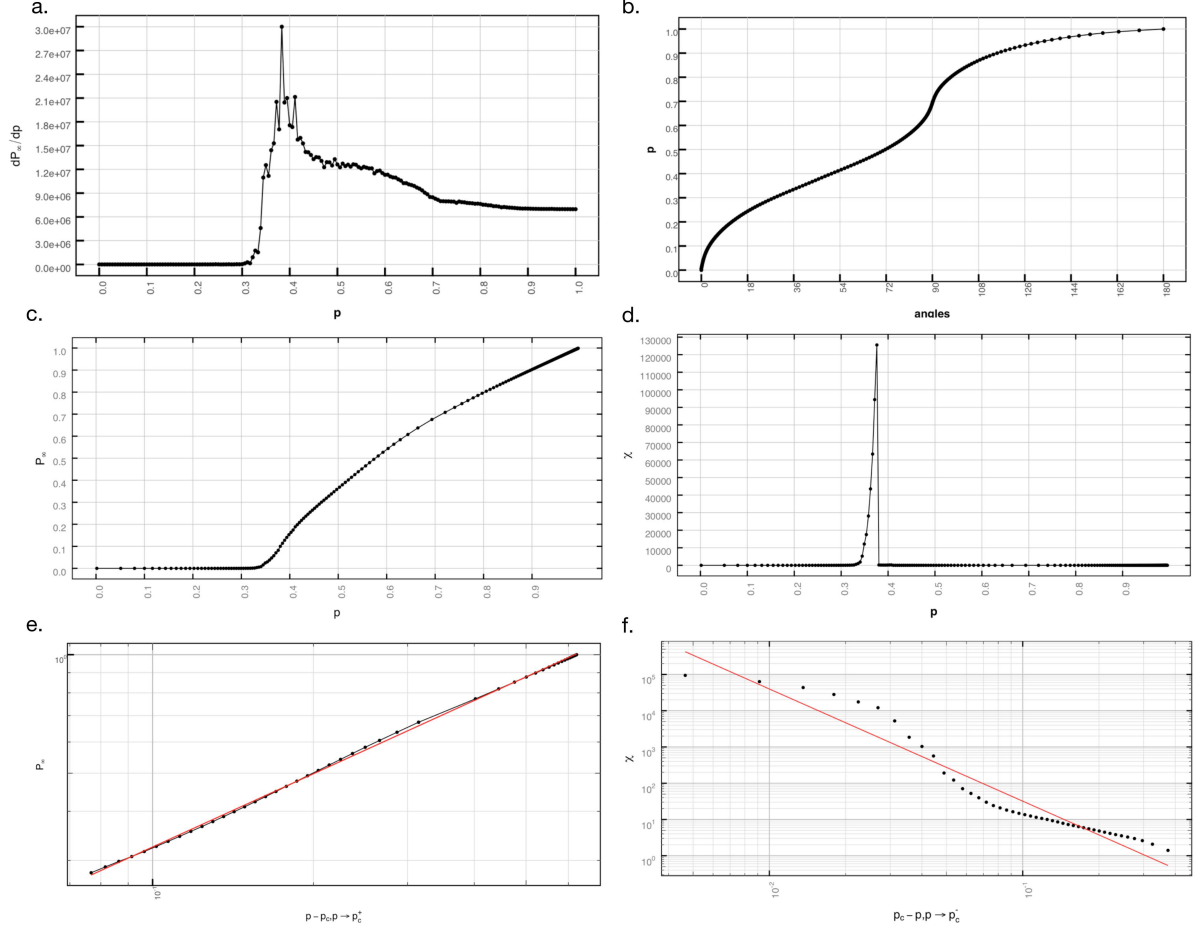 a.
3.0e+07
2.7e+07
2.4e+07
2.1e+07
1.8e+07
1.5e+07
1.2e+07
9.0e+06
6.0e+06
3.0e+06
0.0e+00
dP∞/dp
0.0 0.1 0.2 0.3 0.4 0.5 0.6 0.7 0.8 0.9 1.0
p
b.
1.0
0.9
0.8
0.7
0.6
0.5
0.4
0.3
0.2
0.1
0.0
p
0 18 36 54 72 90 108 126 144 162 180
angles
c.
1.0
0.9
0.8
0.7
0.6
0.5
0.4
0.3
0.2
0.1
0.0
P∞
0.0 0.1 0.2 0.3 0.4 0.5 0.6 0.7 0.8 0.9
p
d.
130000
120000
110000
100000
90000
80000
70000
60000
50000
40000
30000
20000
10000
0
χ
0.0 0.1 0.2 0.3 0.4 0.5 0.6 0.7 0.8 0.9
p
e.
10⁰
P∞
10⁻¹
p − pc,p → pc⁺
f.
10⁵
10⁴
10³
10²
10¹
10⁰
χ
10⁻² 10⁻¹
pc − p,p → pc⁻